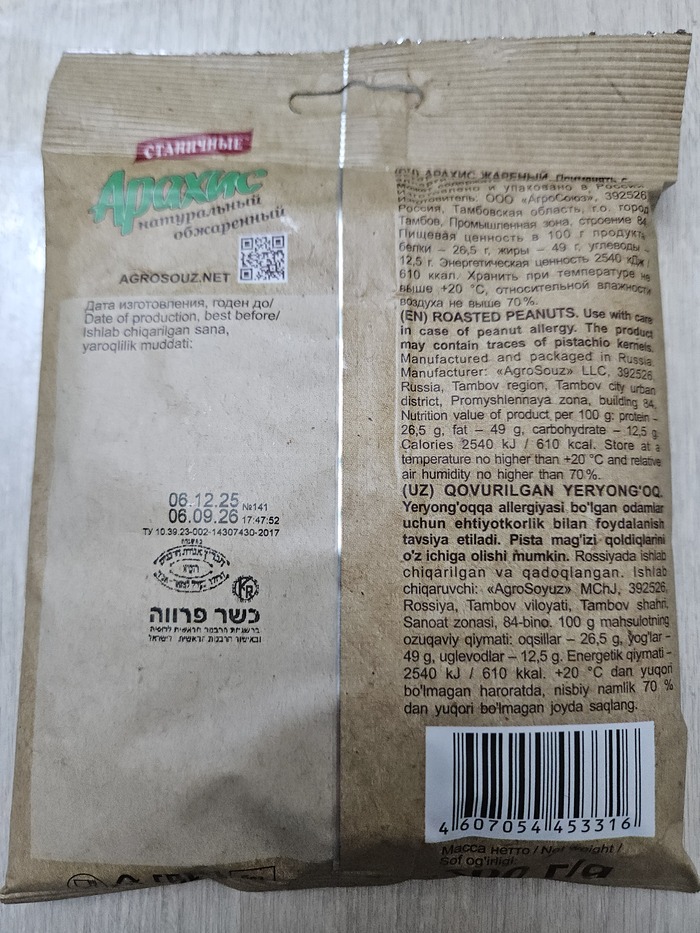 СТАНИЧНЫЕ
Арахис
натуральный
обжаренный
AGROSOUZ.NET
Дата изготовления, годен до/
Date of production, best before/
Ishlab chiqarilgan sana,
yaroqlilik muddati:
06.12.25 №141
06.09.26 17:47:52
ТУ 10.39.23-002-14307430-2017
כשר פרווה
АРАХИС ЖАРЕНЫЙ.
и упаковано в России.
Изготовитель: ООО «АгроСоюз», 392526,
Россия, Тамбовская область, г.о. город
Тамбов, Промышленная зона, строение 84.
Пищевая ценность в 100 г продукта:
белки – 26,5 г, жиры – 49 г, углеводы –
12,5 г. Энергетическая ценность 2540 кДж /
610 ккал. Хранить при температуре не
выше +20 °C, относительной влажности
воздуха не выше 70%.
(EN) ROASTED PEANUTS. Use with care
in case of peanut allergy. The product
may contain traces of pistachio kernels.
Manufactured and packaged in Russia.
Manufacturer: «AgroSouz» LLC, 392526,
Russia, Tambov region, Tambov city urban
district, Promyshlennaya zona, building 84.
Nutrition value of product per 100 g: protein –
26,5 g, fat – 49 g, carbohydrate – 12,5 g.
Calories 2540 kJ / 610 kcal. Store at a
temperature no higher than +20 °C and relative
air humidity no higher than 70%.
(UZ) QOVURILGAN YERYONG'OQ.
Yeryong'oqqa allergiyasi bo'lgan odamlar
uchun ehtiyotkorlik bilan foydalanish
tavsiya etiladi. Pista mag'izi qoldiqlarini
o'z ichiga olishi mumkin. Rossiyada ishlab
chiqarilgan va qadoqlangan. Ishlab
chiqaruvchi: «AgroSoyuz» MChJ, 392526,
Rossiya, Tambov viloyati, Tambov shahri,
Sanoat zonasi, 84-bino. 100 g mahsulotning
ozuqaviy qiymati: oqsillar – 26,5 g, yog'lar –
49 g, uglevodlar – 12,5 g. Energetik qiymati -
2540 kJ / 610 kkal. +20 °C dan yuqori
bo'lmagan haroratda, nisbiy namlik 70 %
dan yuqori bo'lmagan joyda saqlang.
4 607054 453316
Масса нетто / Net weight /
Sof og'irligi:
г/g